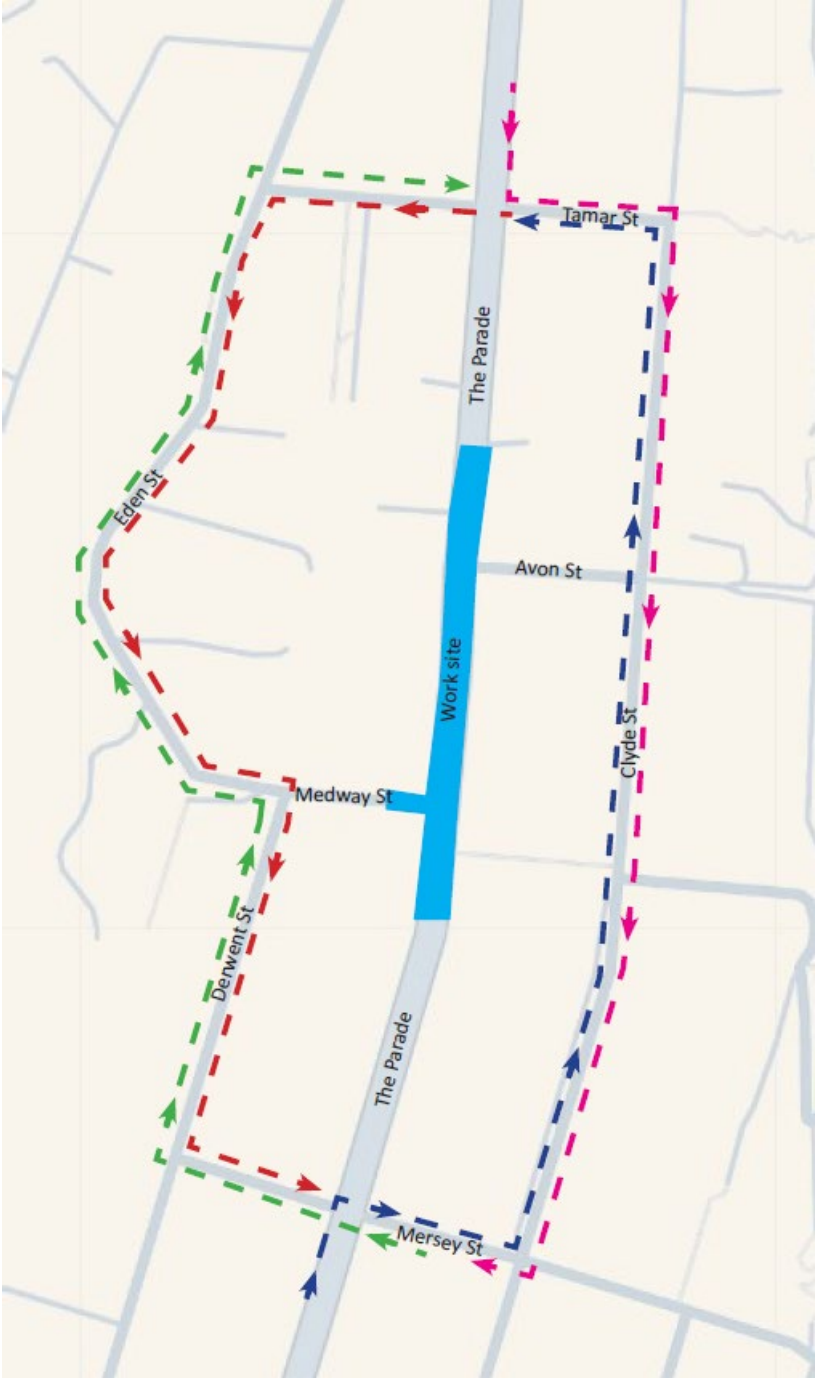 Tamar St
The Parade
Eden St
Avon St
Work site
Clyde St
Medway St
Derwent St
The Parade
Mersey St